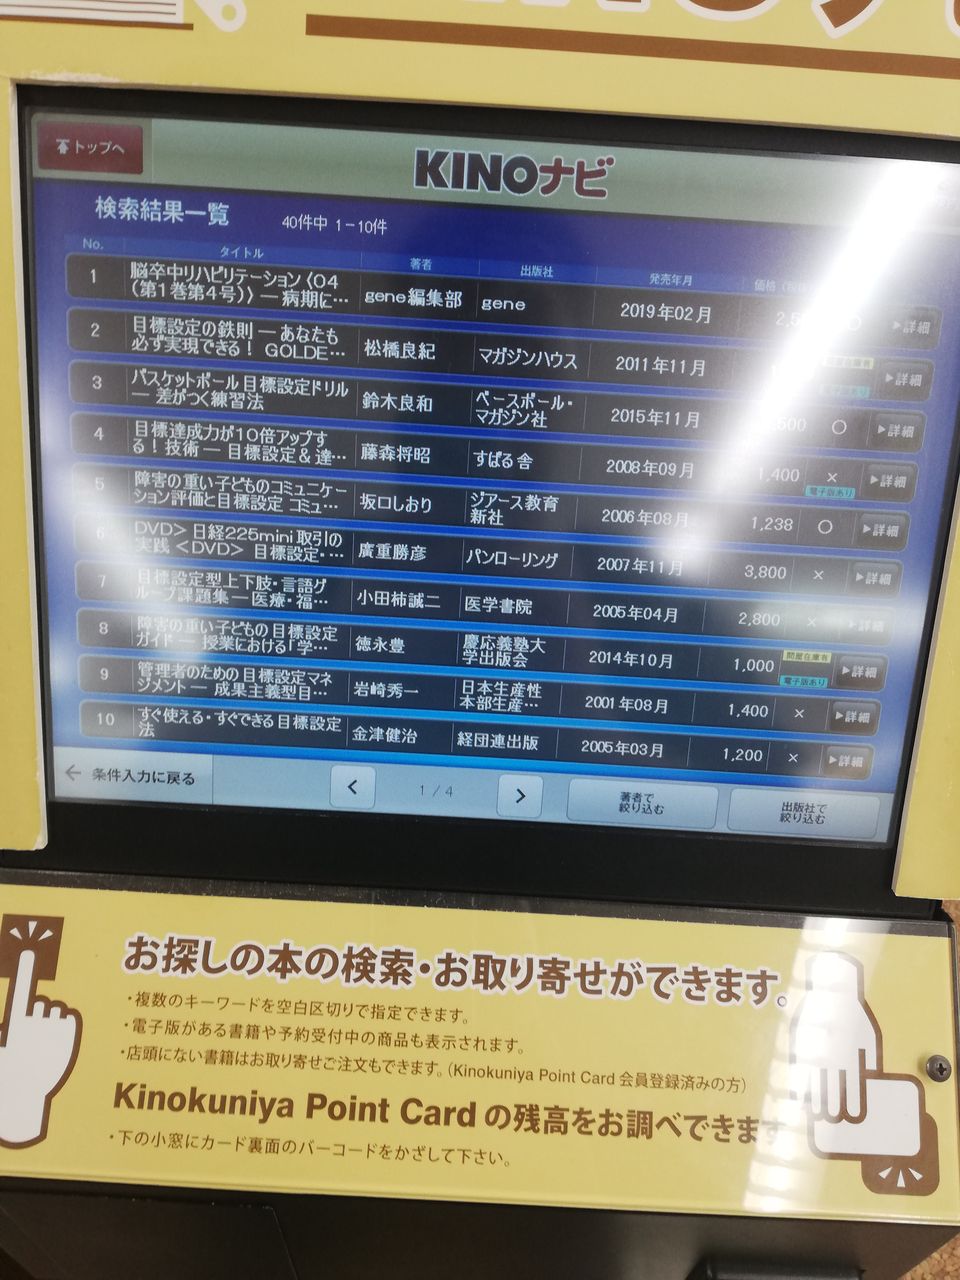 トップへ
KINOナビ
検索結果一覧 40件中 1-10件
No. タイトル 著者 出版社 発売年月 価格
1 脳卒中リハビリテーション〈04 gene編集部 gene 2019年02月 ▶詳細
（第1巻第4号）〉 ― 病期に…
2 目標設定の鉄則 ― あなたも 松橋良紀 マガジンハウス 2011年11月 ▶詳細
必ず実現できる！ GOLDE…
3 バスケットボール目標設定ドリル 鈴木良和 ベースボール・ 2015年11月 ○ ▶詳細
― 差がつく練習法 マガジン社
4 目標達成力が10倍アップす 藤森将昭 すばる舎 2008年09月 1,400 × ▶詳細
る！技術 ― 目標設定＆達… 電子版あり
5 障害の重い子どものコミュニケー 坂口しおり ジアース教育 2006年08月 1,238 ○ ▶詳細
ション評価と目標設定 コミュ… 新社
6 DVD＞ 日経225mini取引の 廣重勝彦 パンローリング 2007年11月 3,800 × ▶詳細
実践＜DVD＞ 目標設定・…
7 目標設定型上下肢・言語グ 小田柿誠二 医学書院 2005年04月 2,800 × ▶詳細
ループ課題集 ― 医療・福…
8 障害の重い子どもの目標設定 徳永豊 慶応義塾大 2014年10月 1,000 問屋在庫有 ▶詳細
ガイド ― 授業における「学… 学出版会 電子版あり
9 管理者のための目標設定マネ 岩崎秀一 日本生産性 2001年08月 1,400 × ▶詳細
ジメント ― 成果主義型目… 本部生産…
10 すぐ使える・すぐできる目標設定 金津健治 経団連出版 2005年03月 1,200 × ▶詳細
法
← 条件入力に戻る < 1 / 4 > 著者で 出版社で
絞り込む 絞り込む
お探しの本の検索・お取り寄せができます。
・複数のキーワードを空白区切りで指定できます。
・電子版がある書籍や予約受付中の商品も表示されます。
・店頭にない書籍はお取り寄せご注文もできます。（Kinokuniya Point Card 会員登録済みの方）
Kinokuniya Point Card の残高をお調べできます
・下の小窓にカード裏面のバーコードをかざして下さい。